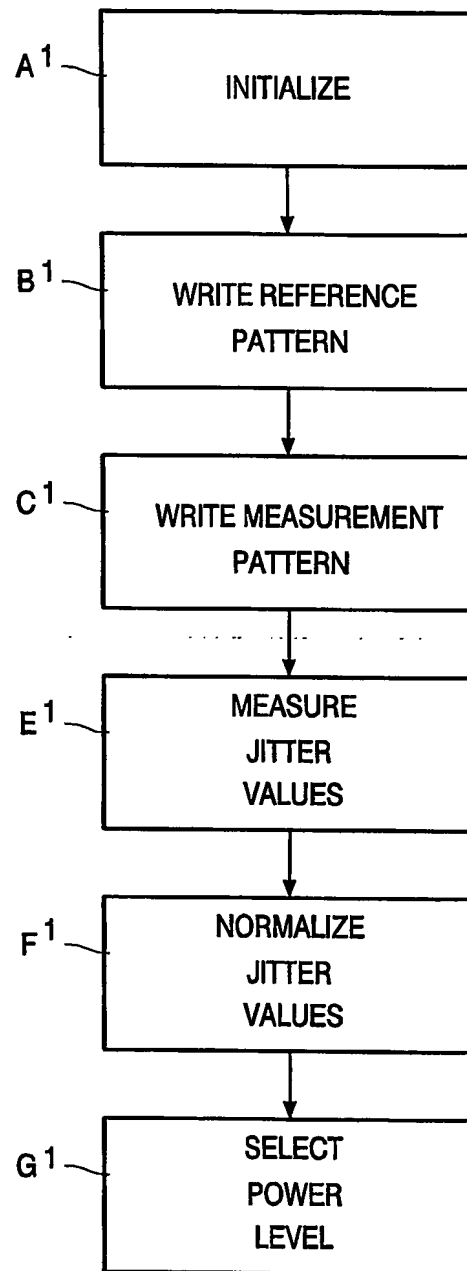 A¹
INITIALIZE
B¹
WRITE REFERENCE
PATTERN
C¹
WRITE MEASUREMENT
PATTERN
E¹
MEASURE
JITTER
VALUES
F¹
NORMALIZE
JITTER
VALUES
G¹
SELECT
POWER
LEVEL